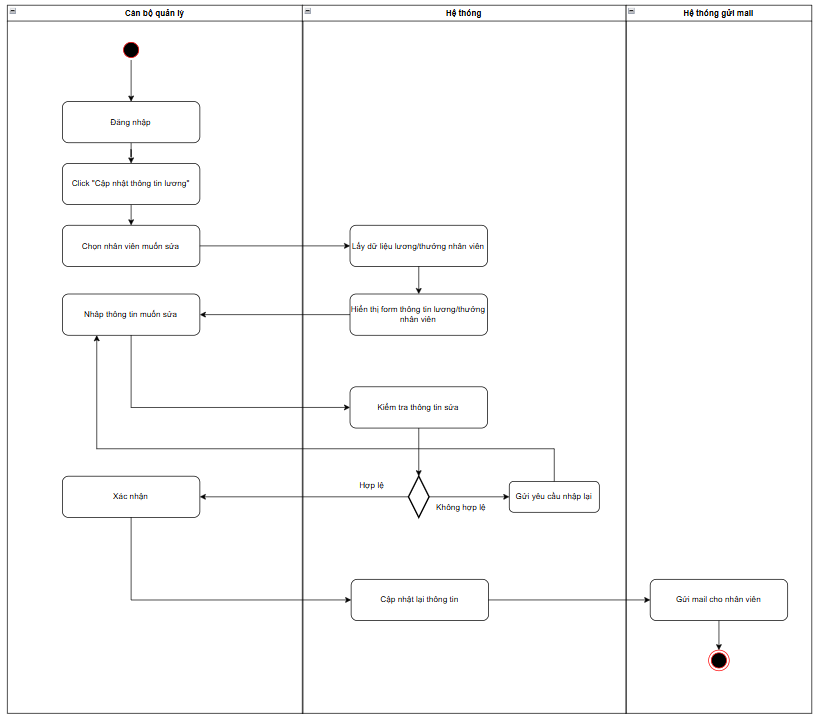 Cán bộ quản lý
Hệ thống
Hệ thống gửi mail
Đăng nhập
Click "Cập nhật thông tin lương"
Chọn nhân viên muốn sửa
Lấy dữ liệu lương/thưởng nhân viên
Nhập thông tin muốn sửa
Hiển thị form thông tin lương/thưởng
nhân viên
Kiểm tra thông tin sửa
Xác nhận
Hợp lệ
Không hợp lệ
Gửi yêu cầu nhập lại
Cập nhật lại thông tin
Gửi mail cho nhân viên